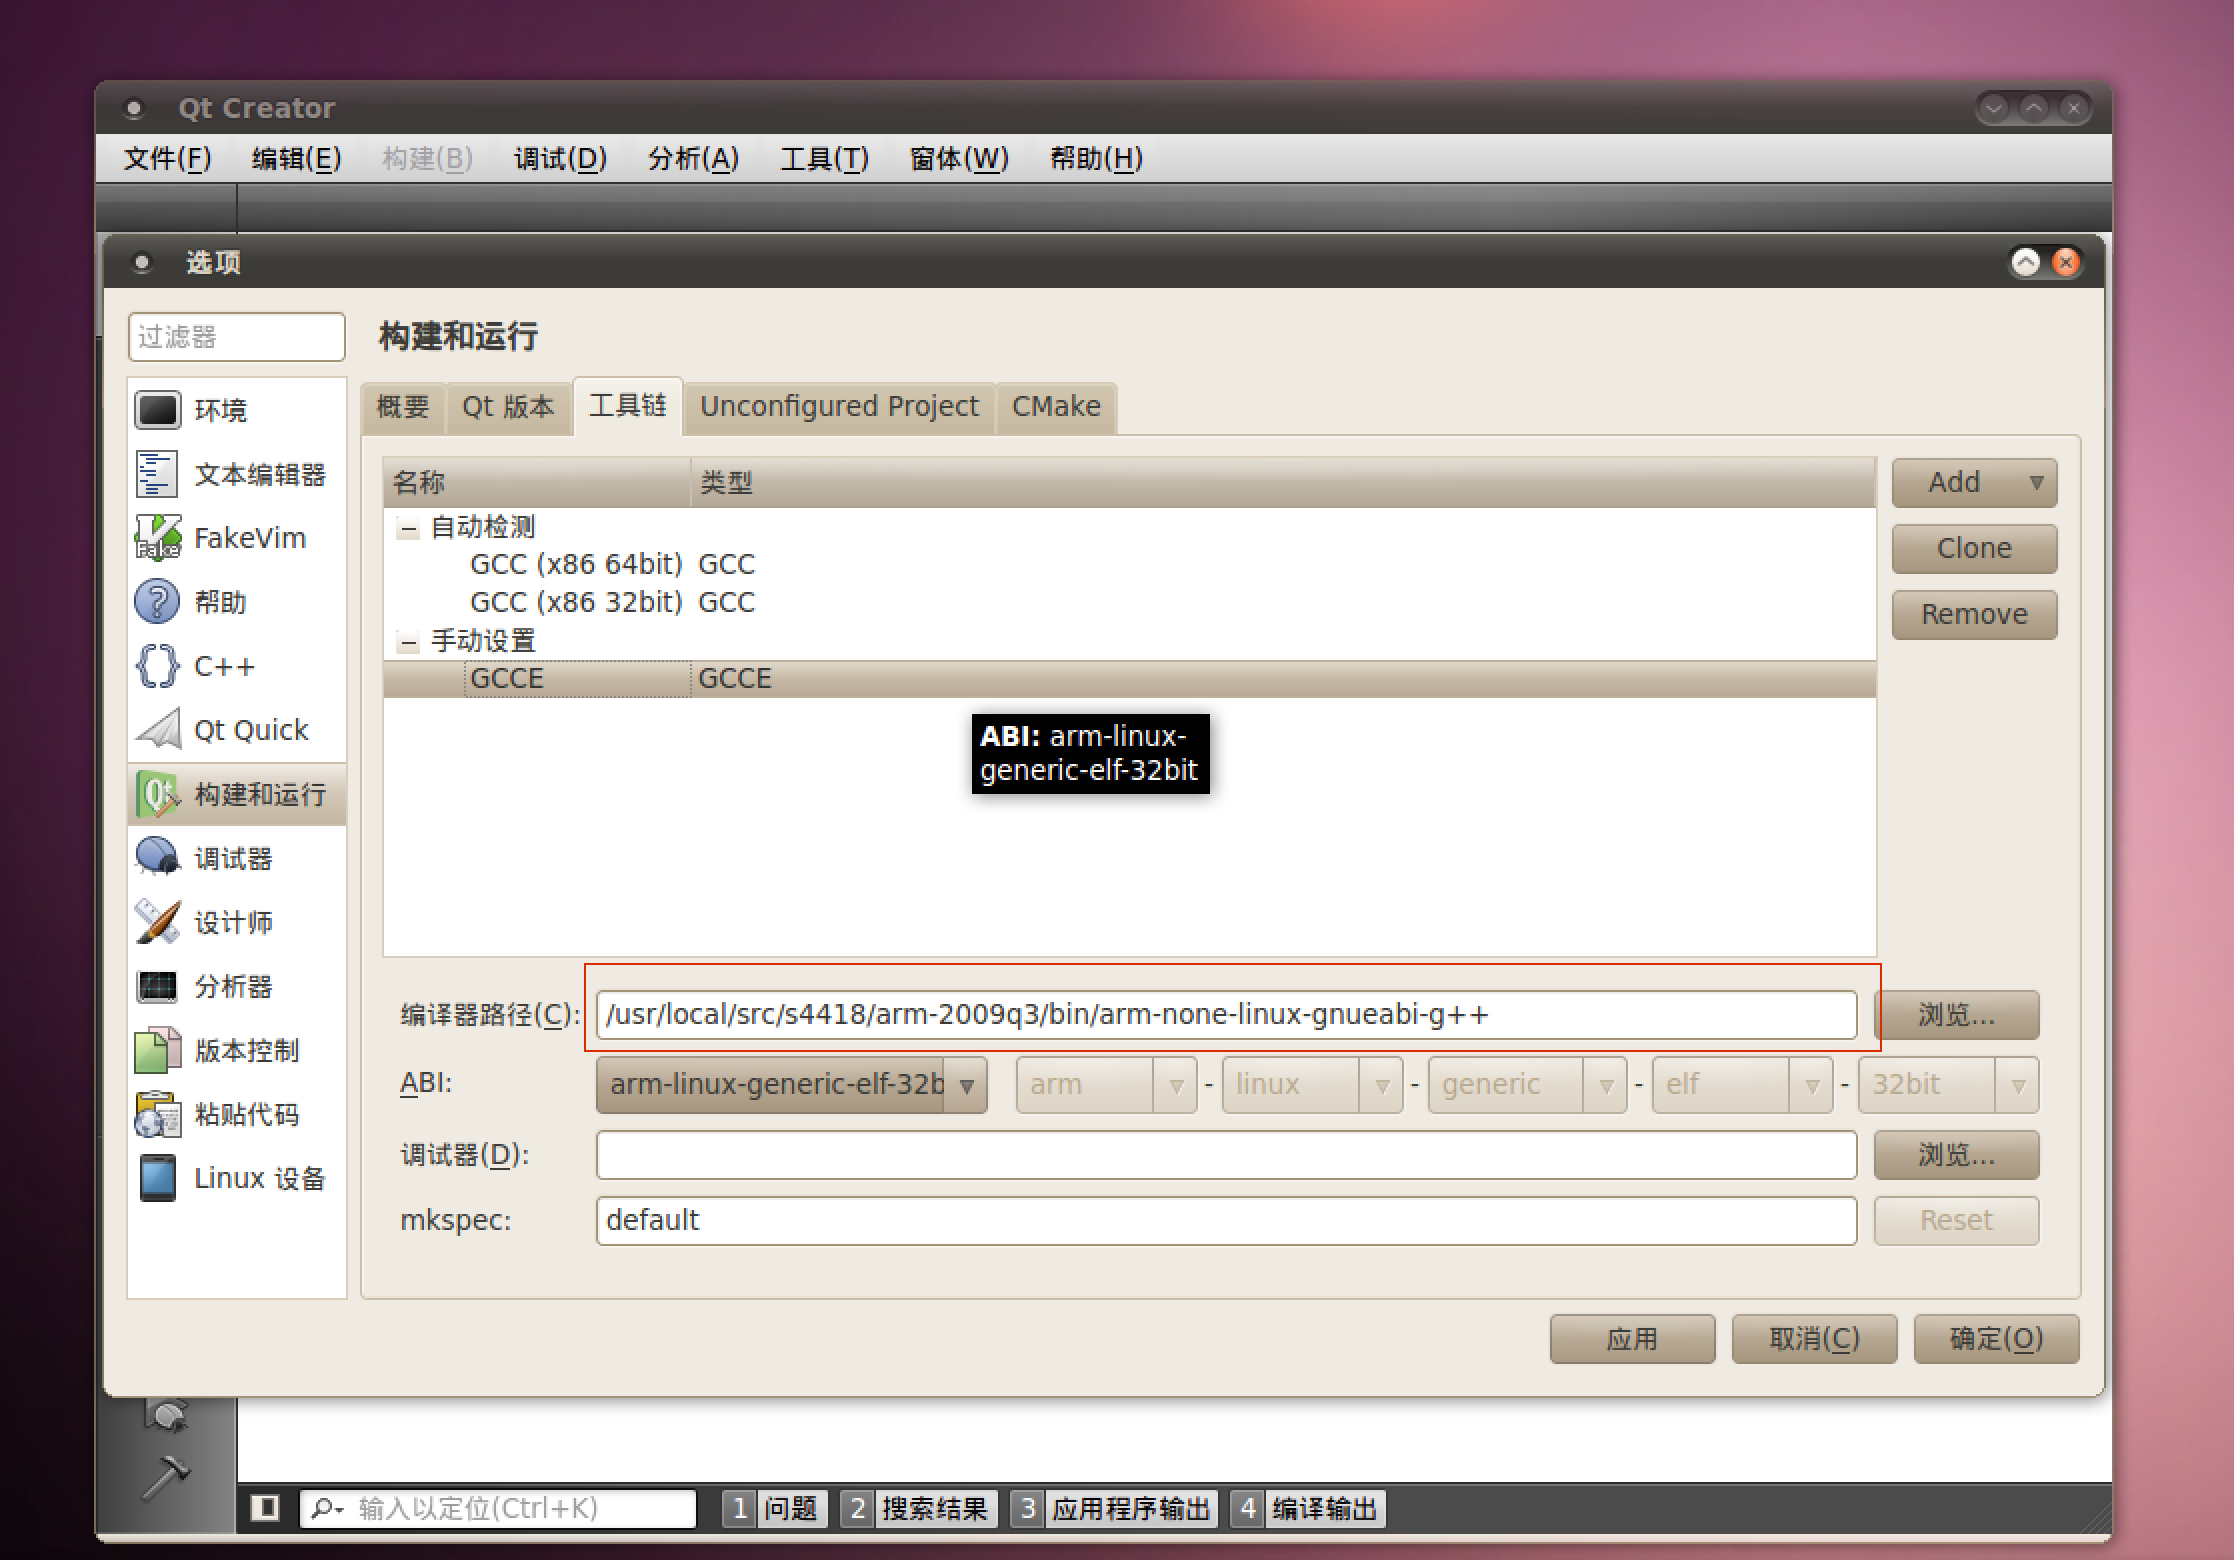 Qt Creator
文件(F) 编辑(E) 构建(B) 调试(D) 分析(A) 工具(T) 窗体(W) 帮助(H)
选项
过滤器
环境
文本编辑器
FakeVim
帮助
C++
Qt Quick
构建和运行
调试器
设计师
分析器
版本控制
粘贴代码
Linux 设备
构建和运行
概要 Qt 版本 工具链 Unconfigured Project CMake
名称 类型
自动检测
GCC (x86 64bit) GCC
GCC (x86 32bit) GCC
手动设置
GCCE GCCE
ABI: arm-linux-
generic-elf-32bit
Add
Clone
Remove
编译器路径(C): /usr/local/src/s4418/arm-2009q3/bin/arm-none-linux-gnueabi-g++ 浏览...
ABI: arm-linux-generic-elf-32b arm - linux - generic - elf - 32bit
调试器(D): 浏览...
mkspec: default Reset
应用 取消(C) 确定(O)
输入以定位(Ctrl+K) 1 问题 2 搜索结果 3 应用程序输出 4 编译输出